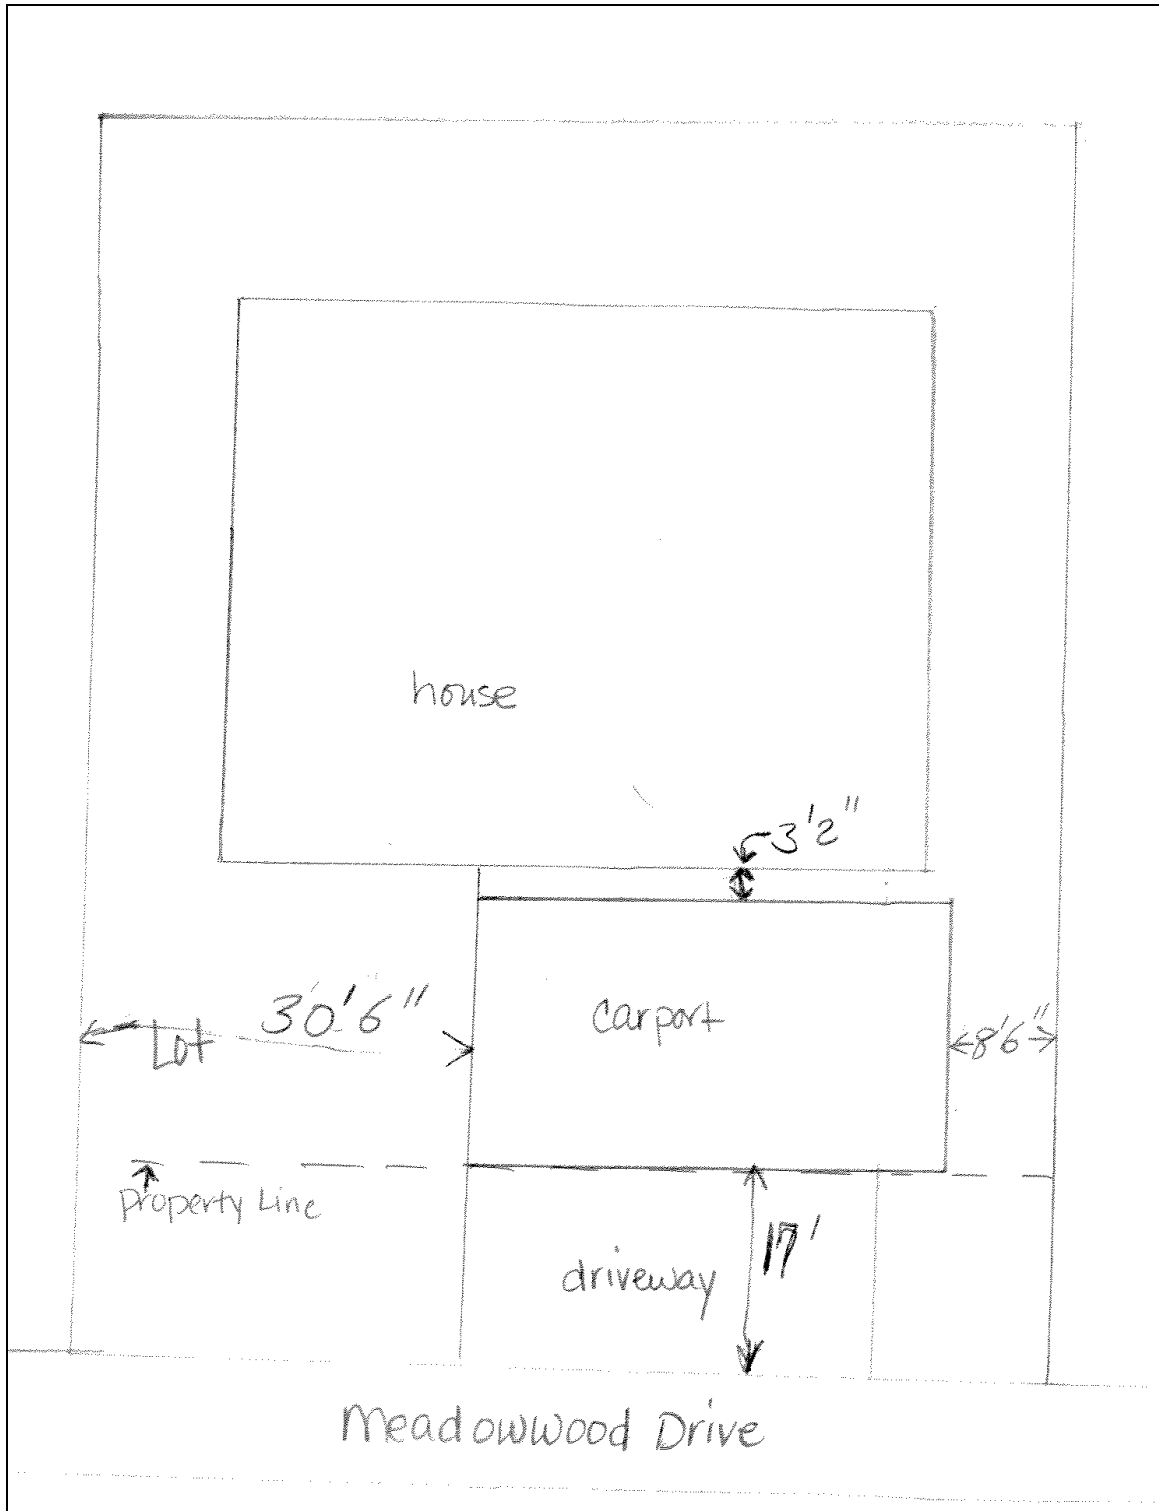 house
3'2"
30'6"
carport
8'6"
Lot
Property Line
17'
driveway
Meadowwood Drive